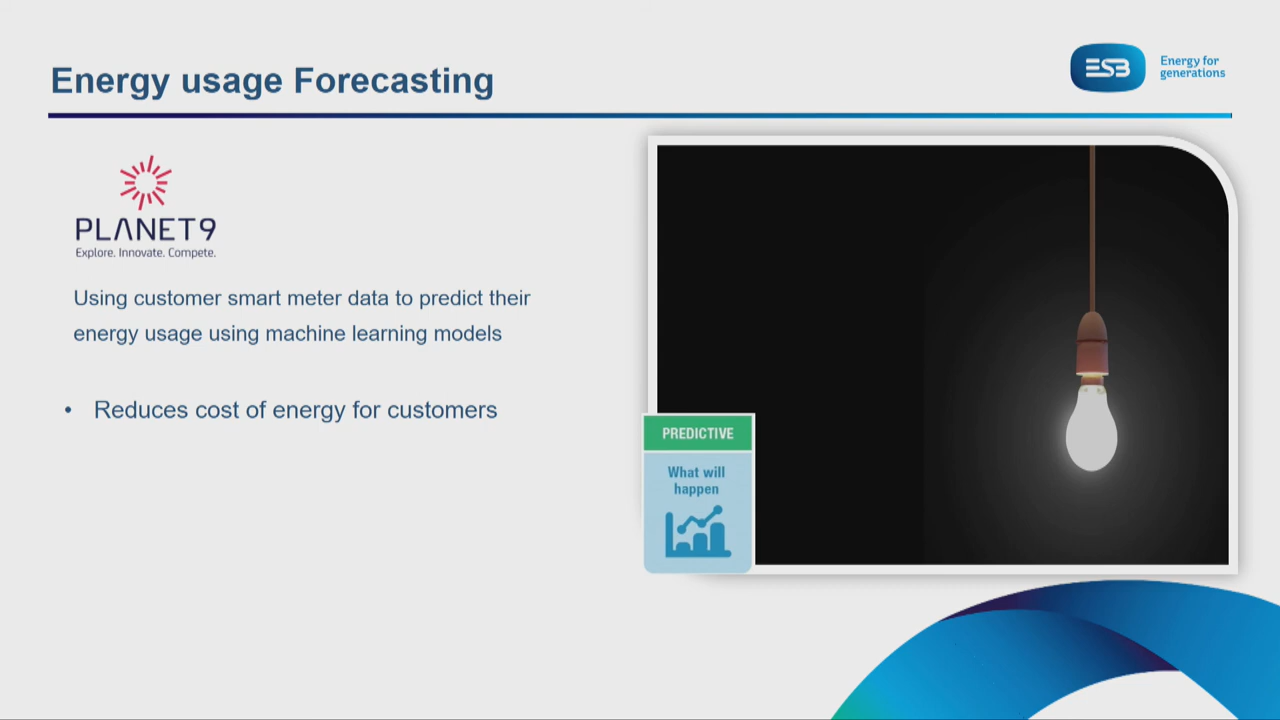 Energy usage Forecasting
ESB
Energy for
generations
PLANET9
Explore. Innovate. Compete.
Using customer smart meter data to predict their
energy usage using machine learning models
• Reduces cost of energy for customers
PREDICTIVE
What will
happen